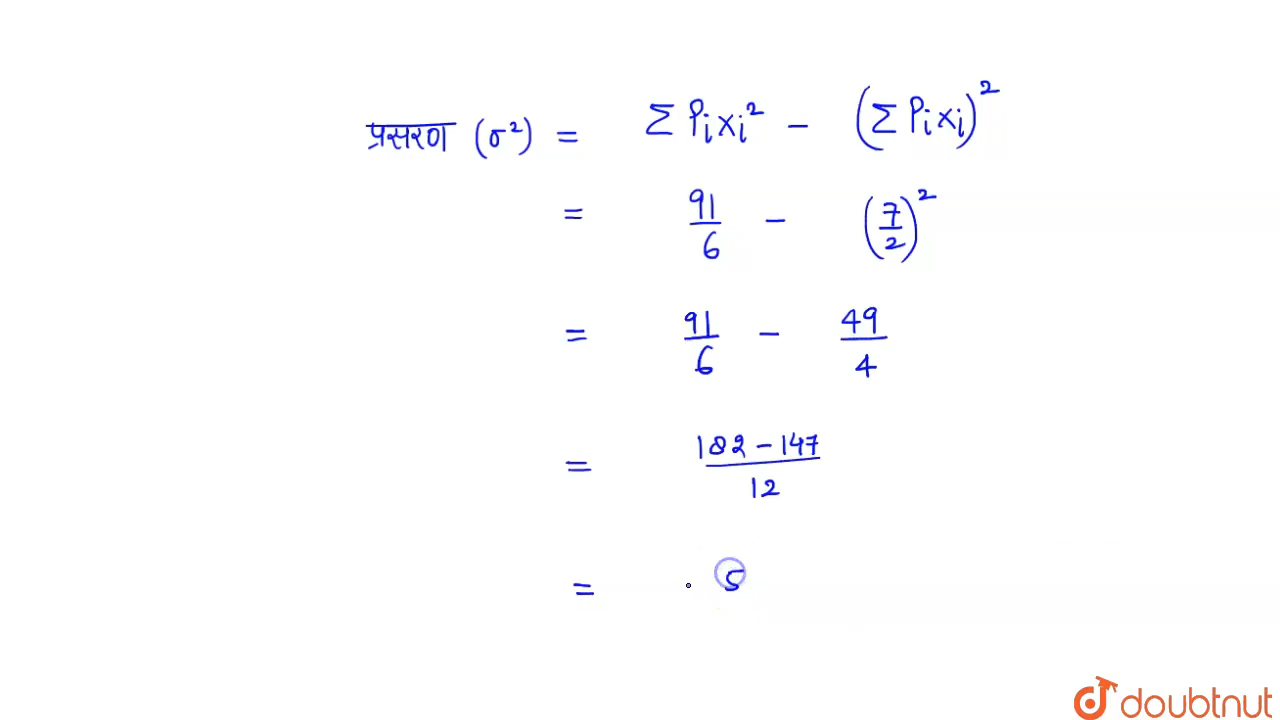 प्रसरण (σ²) = Σ Pᵢxᵢ² - (Σ Pᵢxᵢ)²
= 91/6 - (7/2)²
= 91/6 - 49/4
= 182 - 147/12
= 5
doubtnut